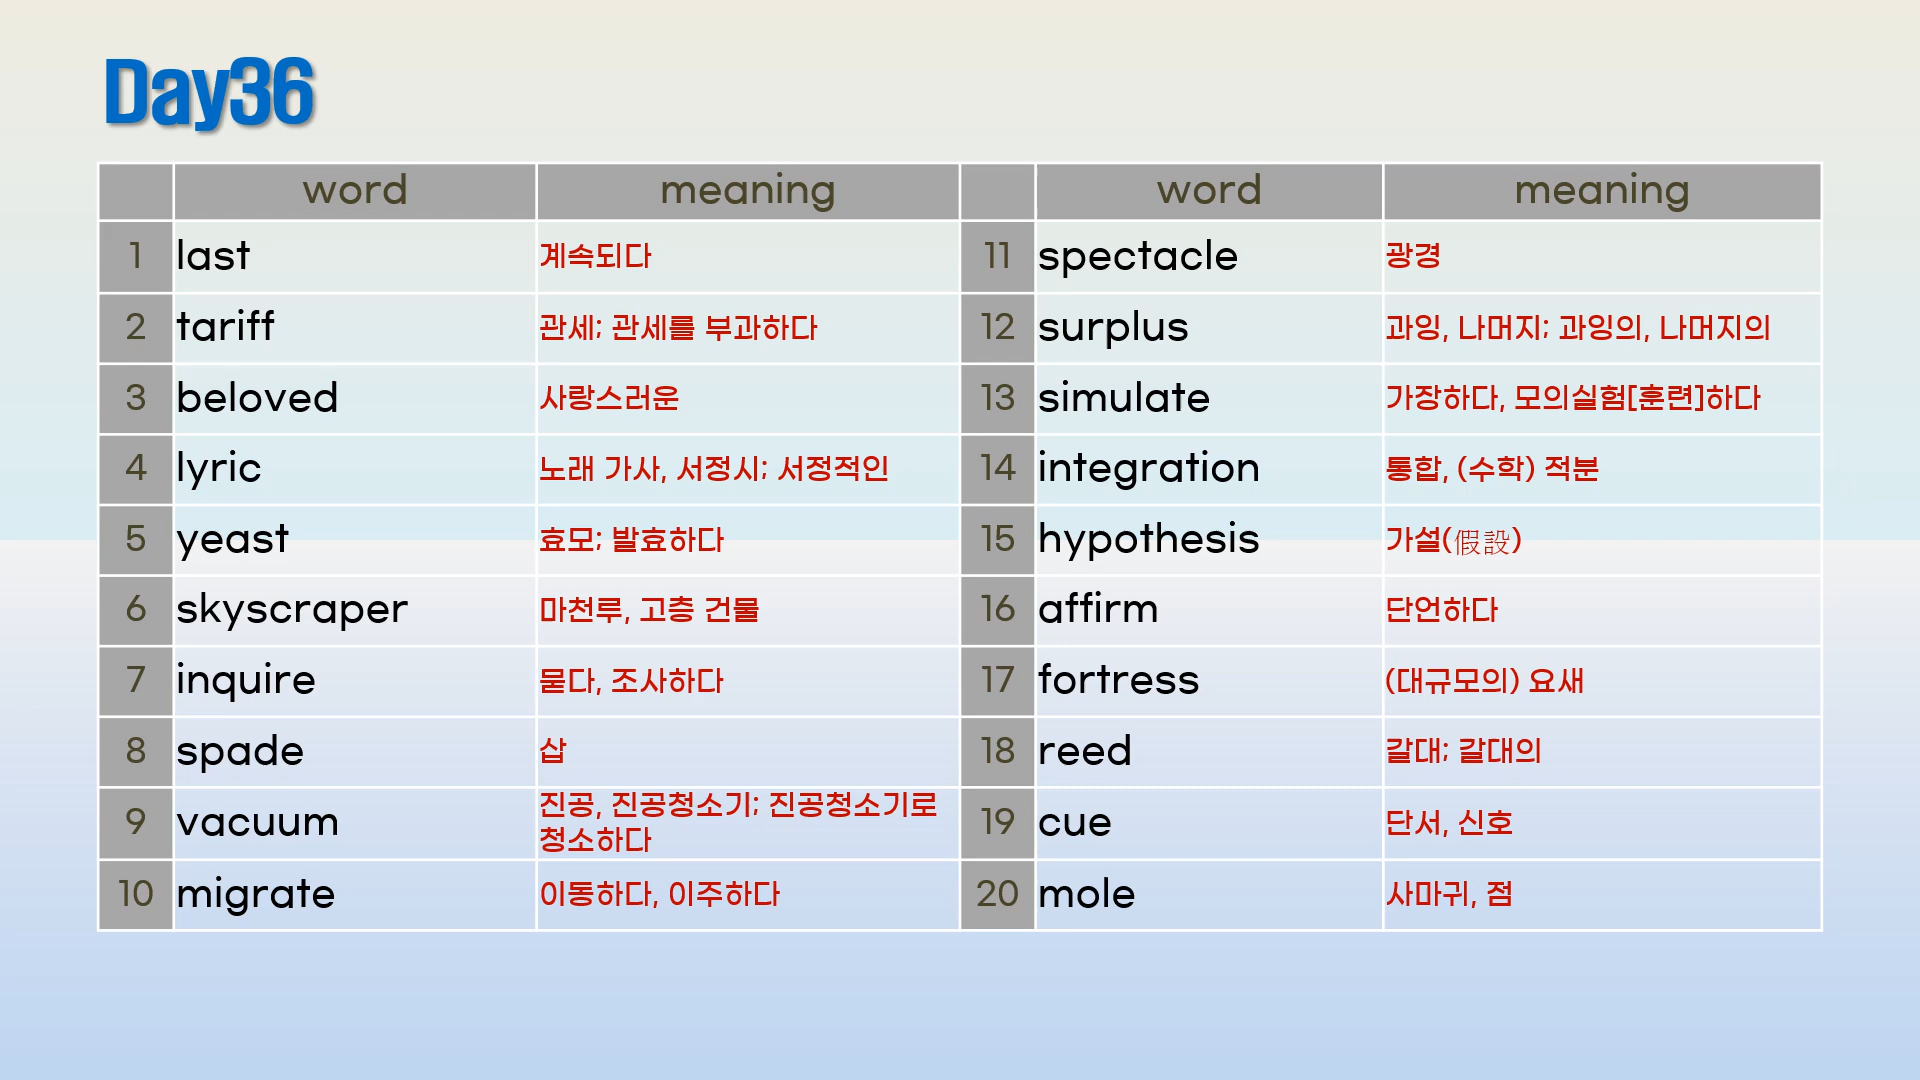 Day36
word meaning word meaning
1 last 계속되다 11 spectacle 광경
2 tariff 관세; 관세를 부과하다 12 surplus 과잉, 나머지; 과잉의, 나머지의
3 beloved 사랑스러운 13 simulate 가장하다, 모의실험[훈련]하다
4 lyric 노래 가사, 서정시; 서정적인 14 integration 통합, (수학) 적분
5 yeast 효모; 발효하다 15 hypothesis 가설(假設)
6 skyscraper 마천루, 고층 건물 16 affirm 단언하다
7 inquire 묻다, 조사하다 17 fortress (대규모의) 요새
8 spade 삽 18 reed 갈대; 갈대의
9 vacuum 진공, 진공청소기; 진공청소기로
청소하다 19 cue 단서, 신호
10 migrate 이동하다, 이주하다 20 mole 사마귀, 점